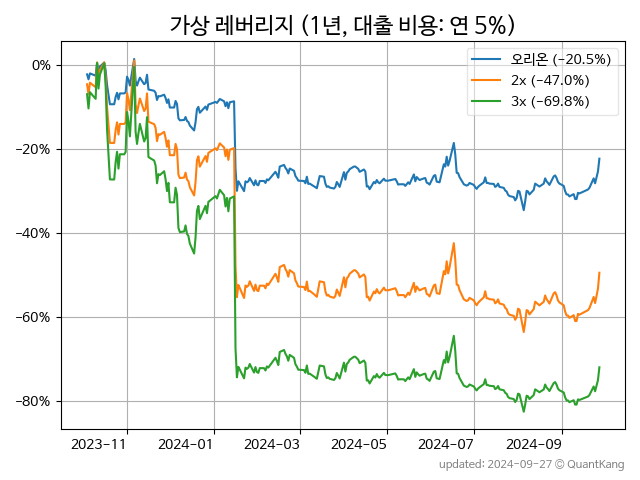 가상 레버리지 (1년, 대출 비용: 연 5%)
오리온 (−20.5%)
2x (−47.0%)
3x (−69.8%)
0%
−20%
−40%
−60%
−80%
2023−11 2024−01 2024−03 2024−05 2024−07 2024−09
updated: 2024−09−27 © QuantKang